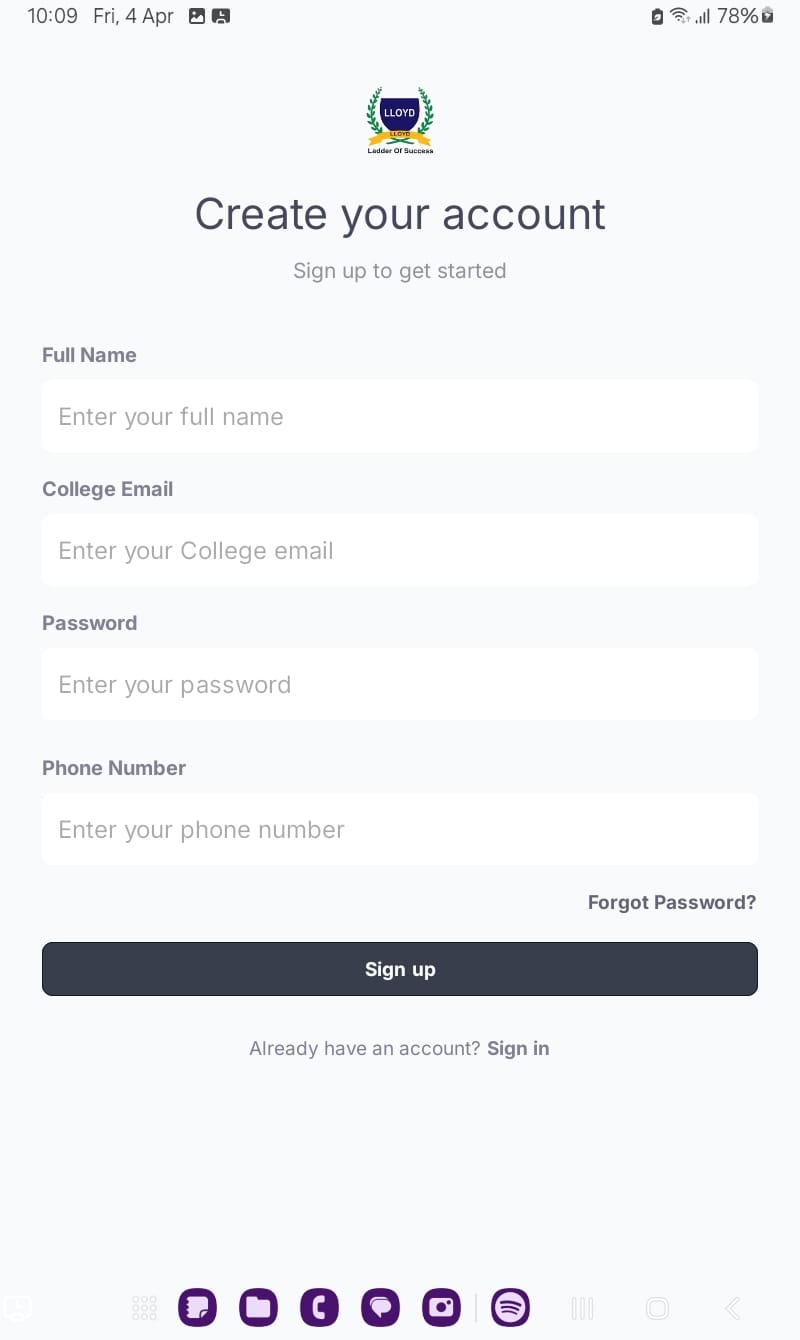 10:09 Fri, 4 Apr 78%
LLOYD
LLOYD
Ladder Of Success
Create your account
Sign up to get started
Full Name
Enter your full name
College Email
Enter your College email
Password
Enter your password
Phone Number
Enter your phone number
Forgot Password?
Sign up
Already have an account? Sign in